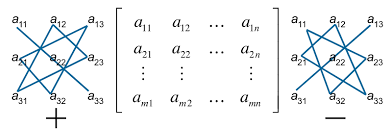 a11 a12 a13 [ a11 a12 … a1n ] a11 a12 a13
a21 a22 a23 a21 a22 … a2n a21 a22 a23
⋮ ⋮ ⋮
a31 a32 a33 am1 am2 … amn a31 a32 a33
+ −